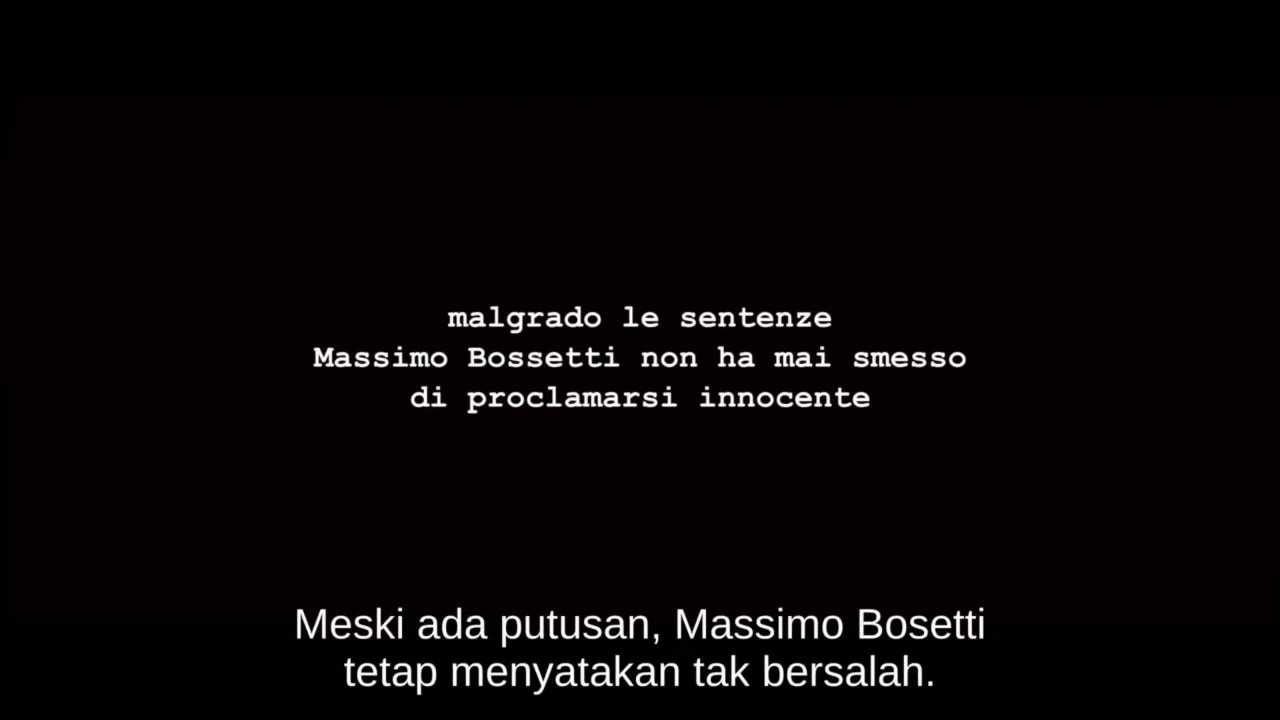 malgrado le sentenze
Massimo Bossetti non ha mai smesso
di proclamarsi innocente
Meski ada putusan, Massimo Bosetti
tetap menyatakan tak bersalah.